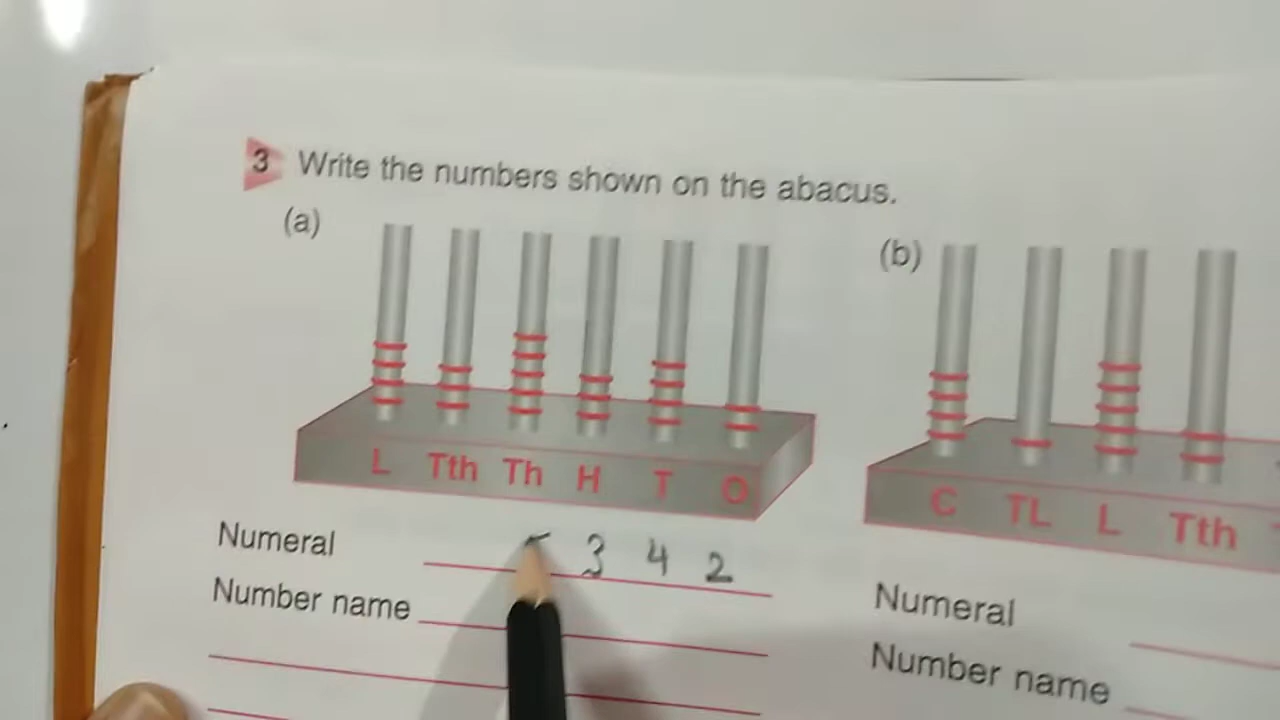 3 Write the numbers shown on the abacus.
(a)
L Tth Th H T O
Numeral 3 4 2
Number name
(b)
C TL L Tth
Numeral
Number name